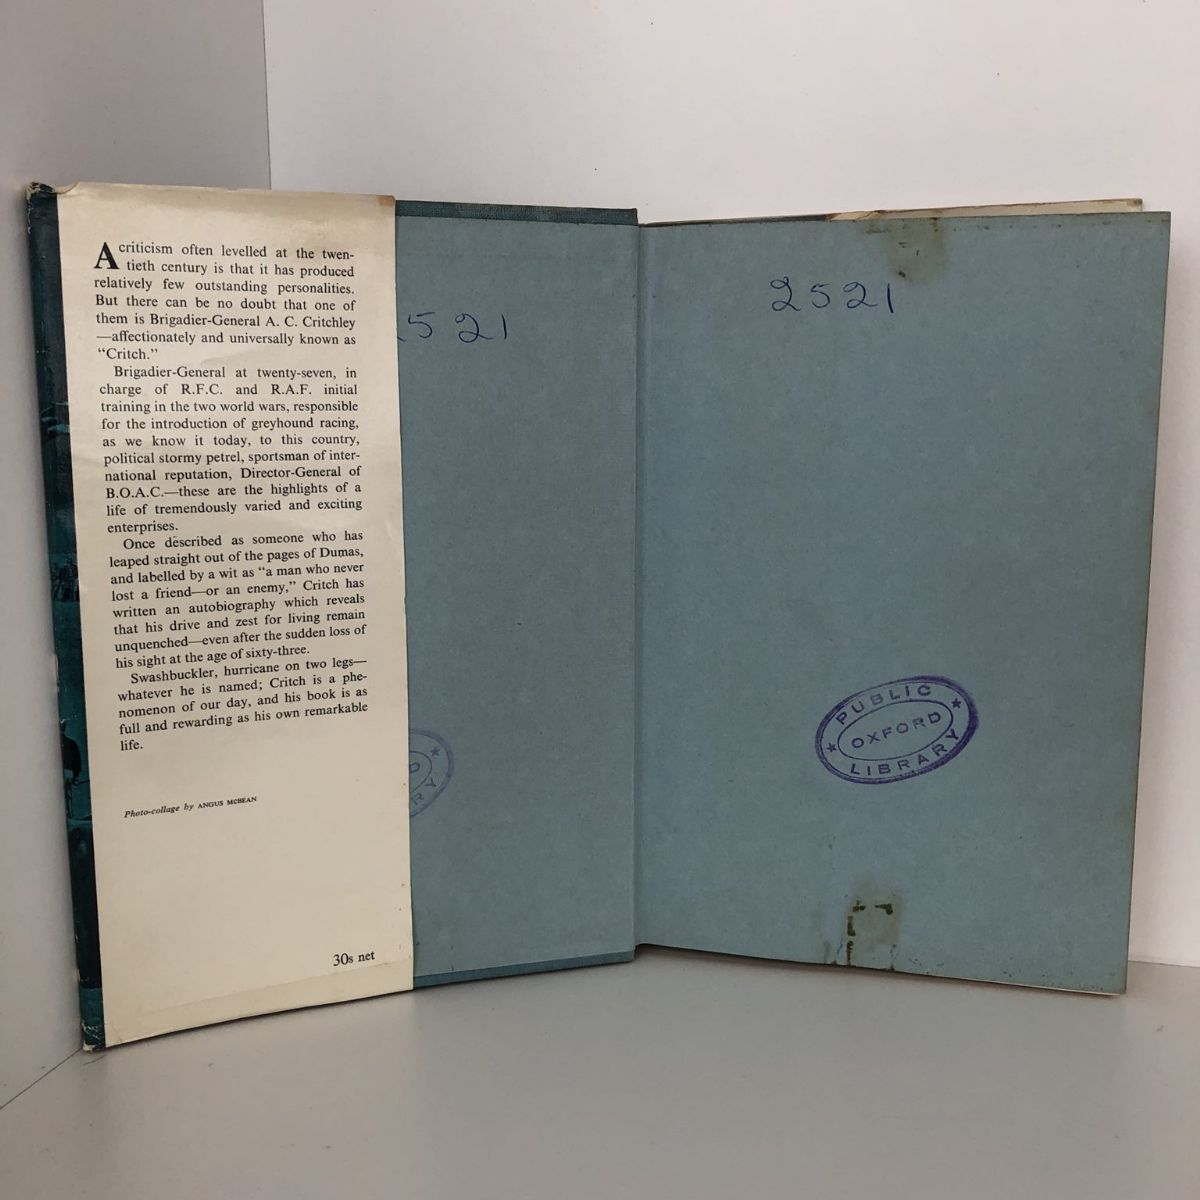 A criticism often levelled at the twen-
tieth century is that it has produced
relatively few outstanding personalities.
But there can be no doubt that one of
them is Brigadier-General A. C. Critchley
—affectionately and universally known as
“Critch.”
Brigadier-General at twenty-seven, in
charge of R.F.C. and R.A.F. initial
training in the two world wars, responsible
for the introduction of greyhound racing,
as we know it today, to this country,
political stormy petrel, sportsman of inter-
national reputation, Director-General of
B.O.A.C.—these are the highlights of a
life of tremendously varied and exciting
enterprises.
Once described as someone who has
leaped straight out of the pages of Dumas,
and labelled by a wit as “a man who never
lost a friend—or an enemy,” Critch has
written an autobiography which reveals
that his drive and zest for living remain
unquenched—even after the sudden loss of
his sight at the age of sixty-three.
Swashbuckler, hurricane on two legs—
whatever he is named; Critch is a phe-
nomenon of our day, and his book is as
full and rewarding as his own remarkable
life.
Photo-collage by ANGUS MCBEAN
30s net
521
D
RY
2521
PUBLIC
OXFORD
LIBRARY